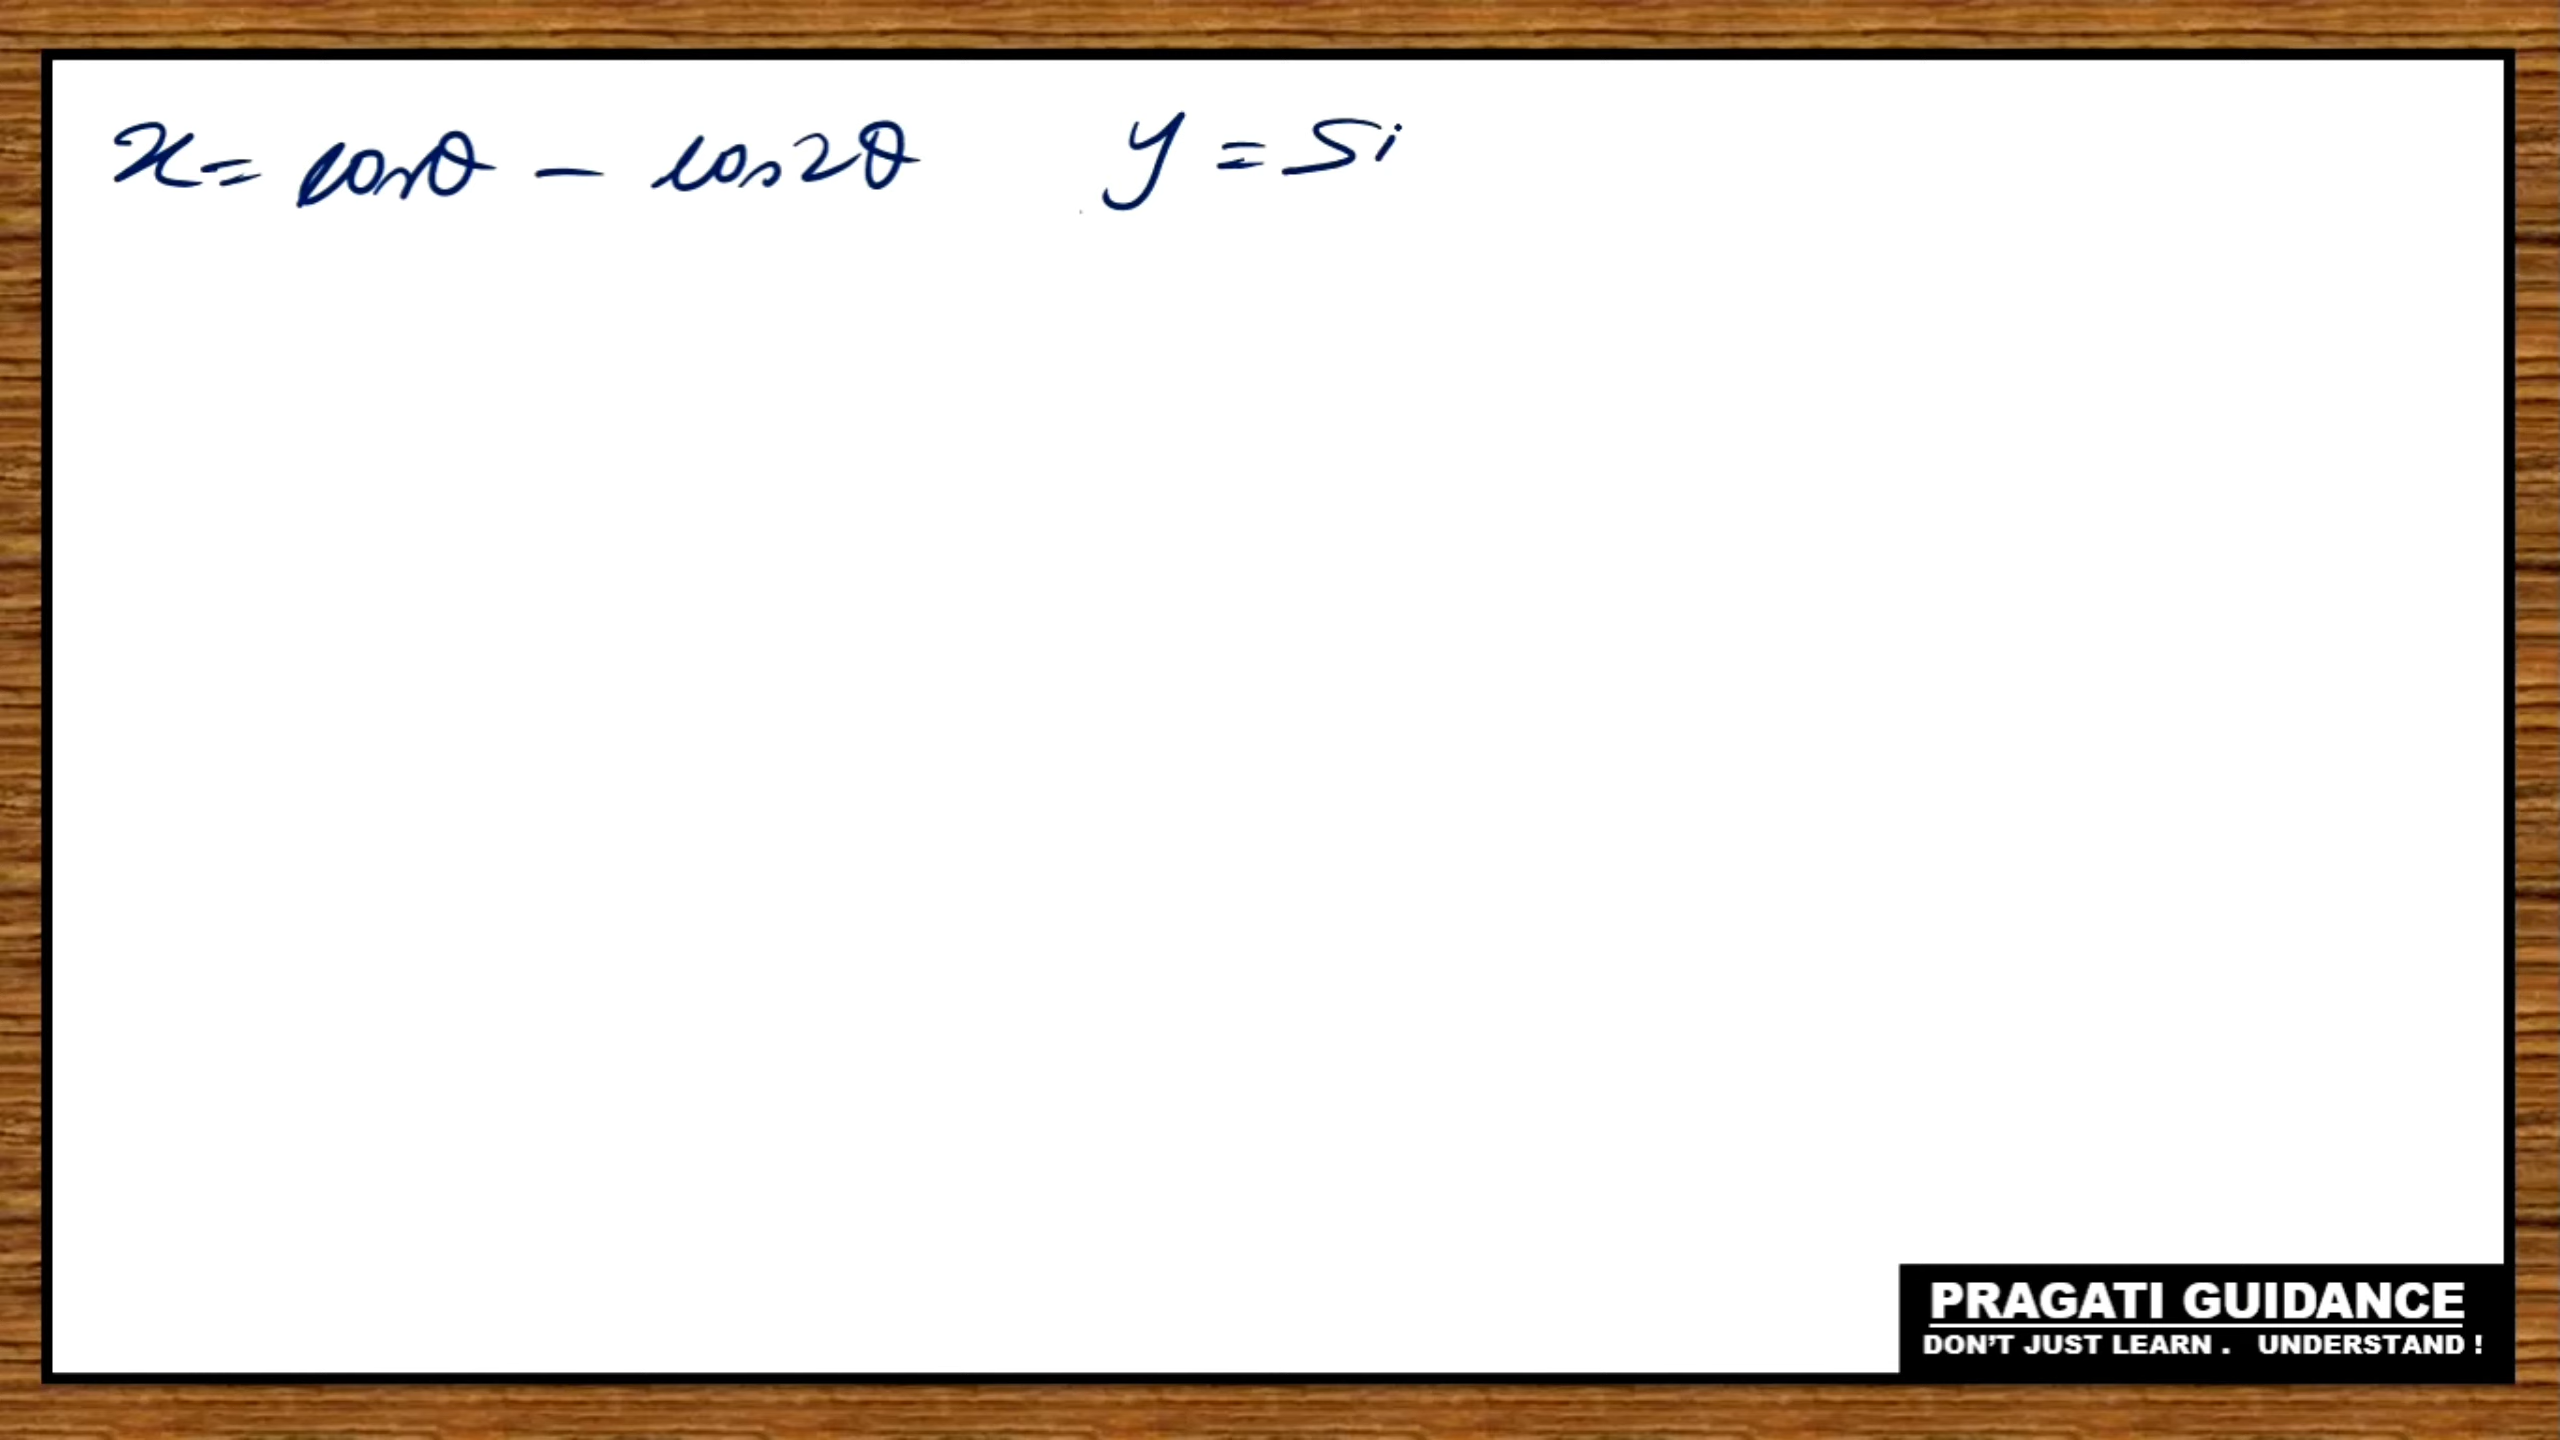 x = cosθ - cos2θ y = Si
PRAGATI GUIDANCE
DON'T JUST LEARN . UNDERSTAND !